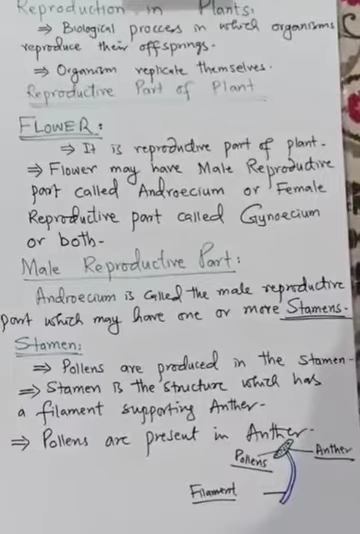 Reproduction in Plants:
⇒ Biological process in which organisms
reproduce their offsprings.
⇒ Organism replicate themselves.
Reproductive Part of Plant
FLOWER:
⇒ It is reproductive part of plant.
⇒ Flower may have Male Reproductive
part called Androecium or Female
Reproductive part called Gynoecium
or both-
Male Reproductive Part:
Androecium is called the male reproductive
part which may have one or more Stamens.
Stamen:
⇒ Pollens are produced in the stamen-
⇒ Stamen is the structure which has
a filament supporting Anther-
⇒ Pollens are present in Anther-
Pollens
Anther
Filament